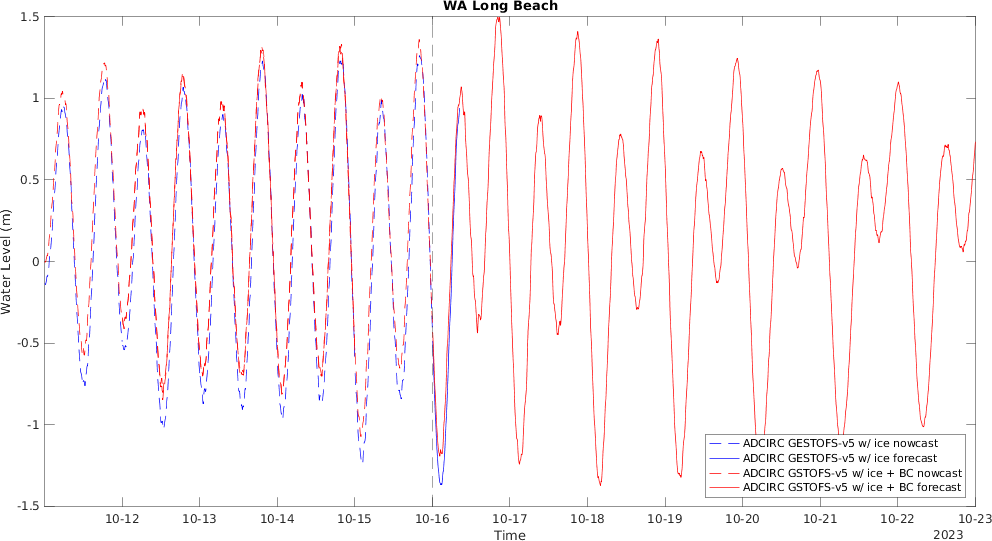 WA Long Beach
1.5
1
0.5
0
-0.5
-1
-1.5
Water Level (m)
10-12
10-13
10-14
10-15
10-16
10-17
10-18
10-19
10-20
10-21
10-22
10-23
Time
2023
ADCIRC GESTOFS-v5 w/ ice nowcast
ADCIRC GESTOFS-v5 w/ ice forecast
ADCIRC GSTOFS-v5 w/ ice + BC nowcast
ADCIRC GSTOFS-v5 w/ ice + BC forecast